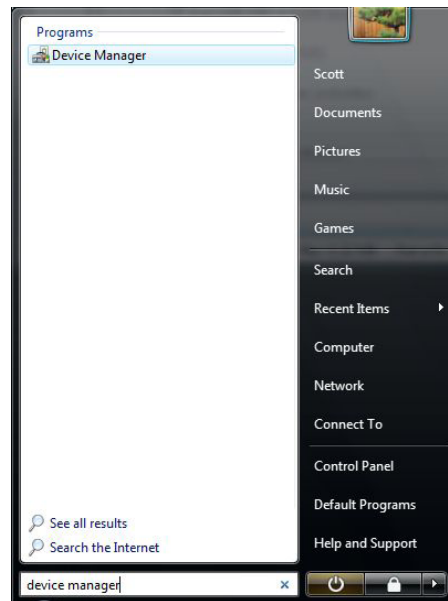 Programs
Device Manager
See all results
Search the Internet
device manager
Scott
Documents
Pictures
Music
Games
Search
Recent Items
Computer
Network
Connect To
Control Panel
Default Programs
Help and Support